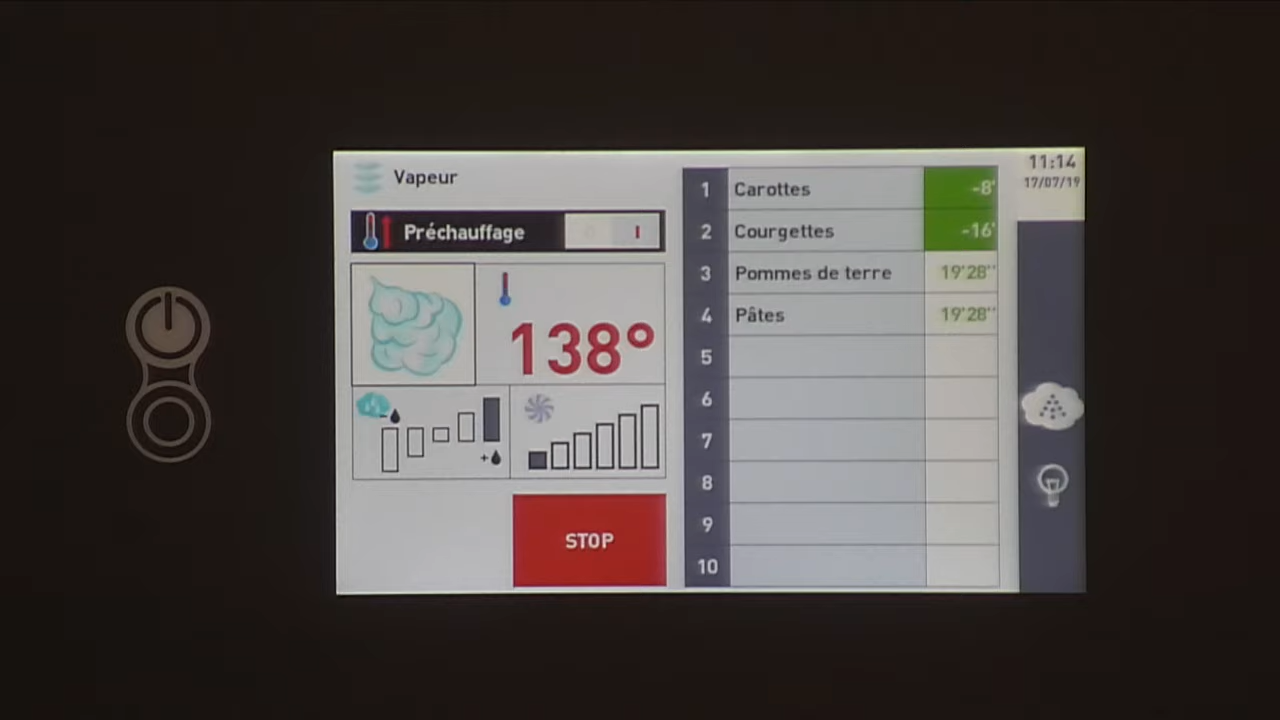 Vapeur
Préchauffage
I
138°
-
+
STOP
1 Carottes -8'
2 Courgettes -16'
3 Pommes de terre 19'28''
4 Pâtes 19'28''
5
6
7
8
9
10
11:14
17/07/19